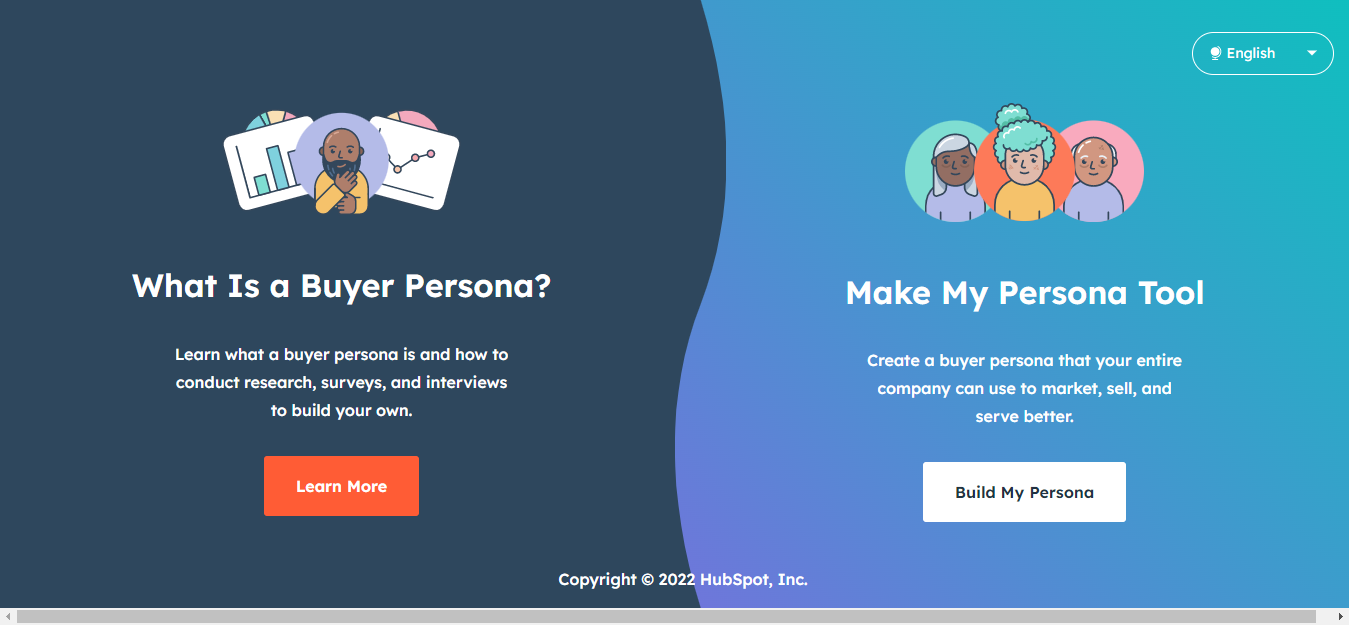 English
What Is a Buyer Persona?
Learn what a buyer persona is and how to
conduct research, surveys, and interviews
to build your own.
Learn More
Make My Persona Tool
Create a buyer persona that your entire
company can use to market, sell, and
serve better.
Build My Persona
Copyright © 2022 HubSpot, Inc.